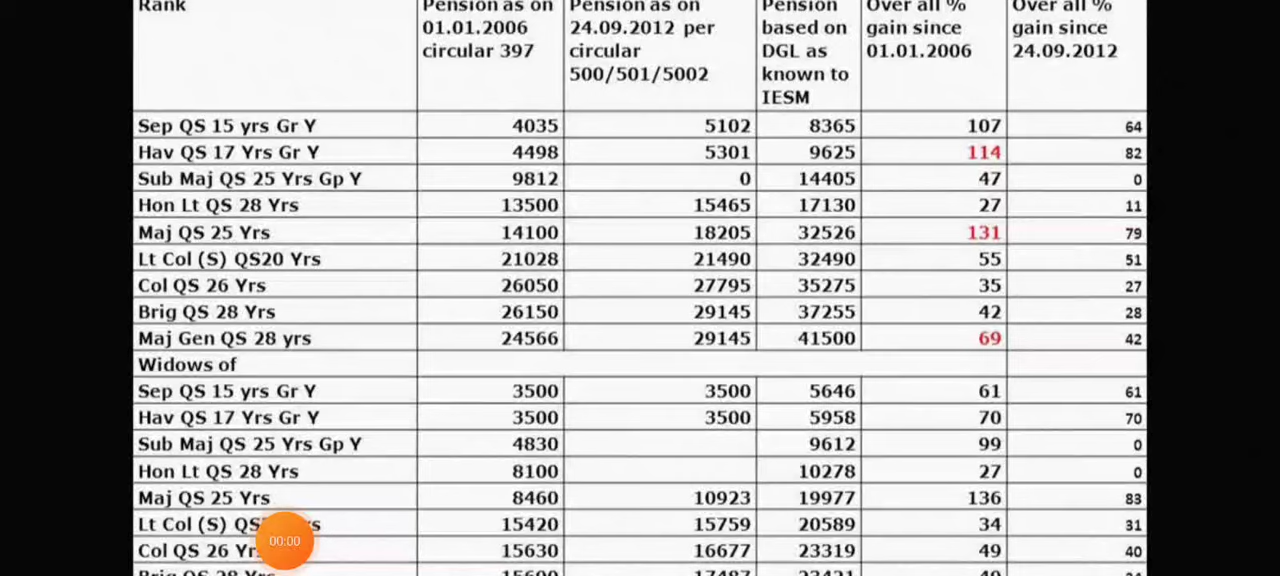 Rank Pension as on 01.01.2006 circular 397 Pension as on 24.09.2012 per circular 500/501/5002 Pension based on DGL as known to IESM Over all % gain since 01.01.2006 Over all % gain since 24.09.2012
Sep QS 15 yrs Gr Y 4035 5102 8365 107 64
Hav QS 17 Yrs Gr Y 4498 5301 9625 114 82
Sub Maj QS 25 Yrs Gp Y 9812 0 14405 47 0
Hon Lt QS 28 Yrs 13500 15465 17130 27 11
Maj QS 25 Yrs 14100 18205 32526 131 79
Lt Col (S) QS20 Yrs 21028 21490 32490 55 51
Col QS 26 Yrs 26050 27795 35275 35 27
Brig QS 28 Yrs 26150 29145 37255 42 28
Maj Gen QS 28 yrs 24566 29145 41500 69 42
Widows of
Sep QS 15 yrs Gr Y 3500 3500 5646 61 61
Hav QS 17 Yrs Gr Y 3500 3500 5958 70 70
Sub Maj QS 25 Yrs Gp Y 4830 9612 99 0
Hon Lt QS 28 Yrs 8100 10278 27 0
Maj QS 25 Yrs 8460 10923 19977 136 83
Lt Col (S) 15420 15759 20589 34 31
Col QS 26 15630 16677 23319 49 40
00:00